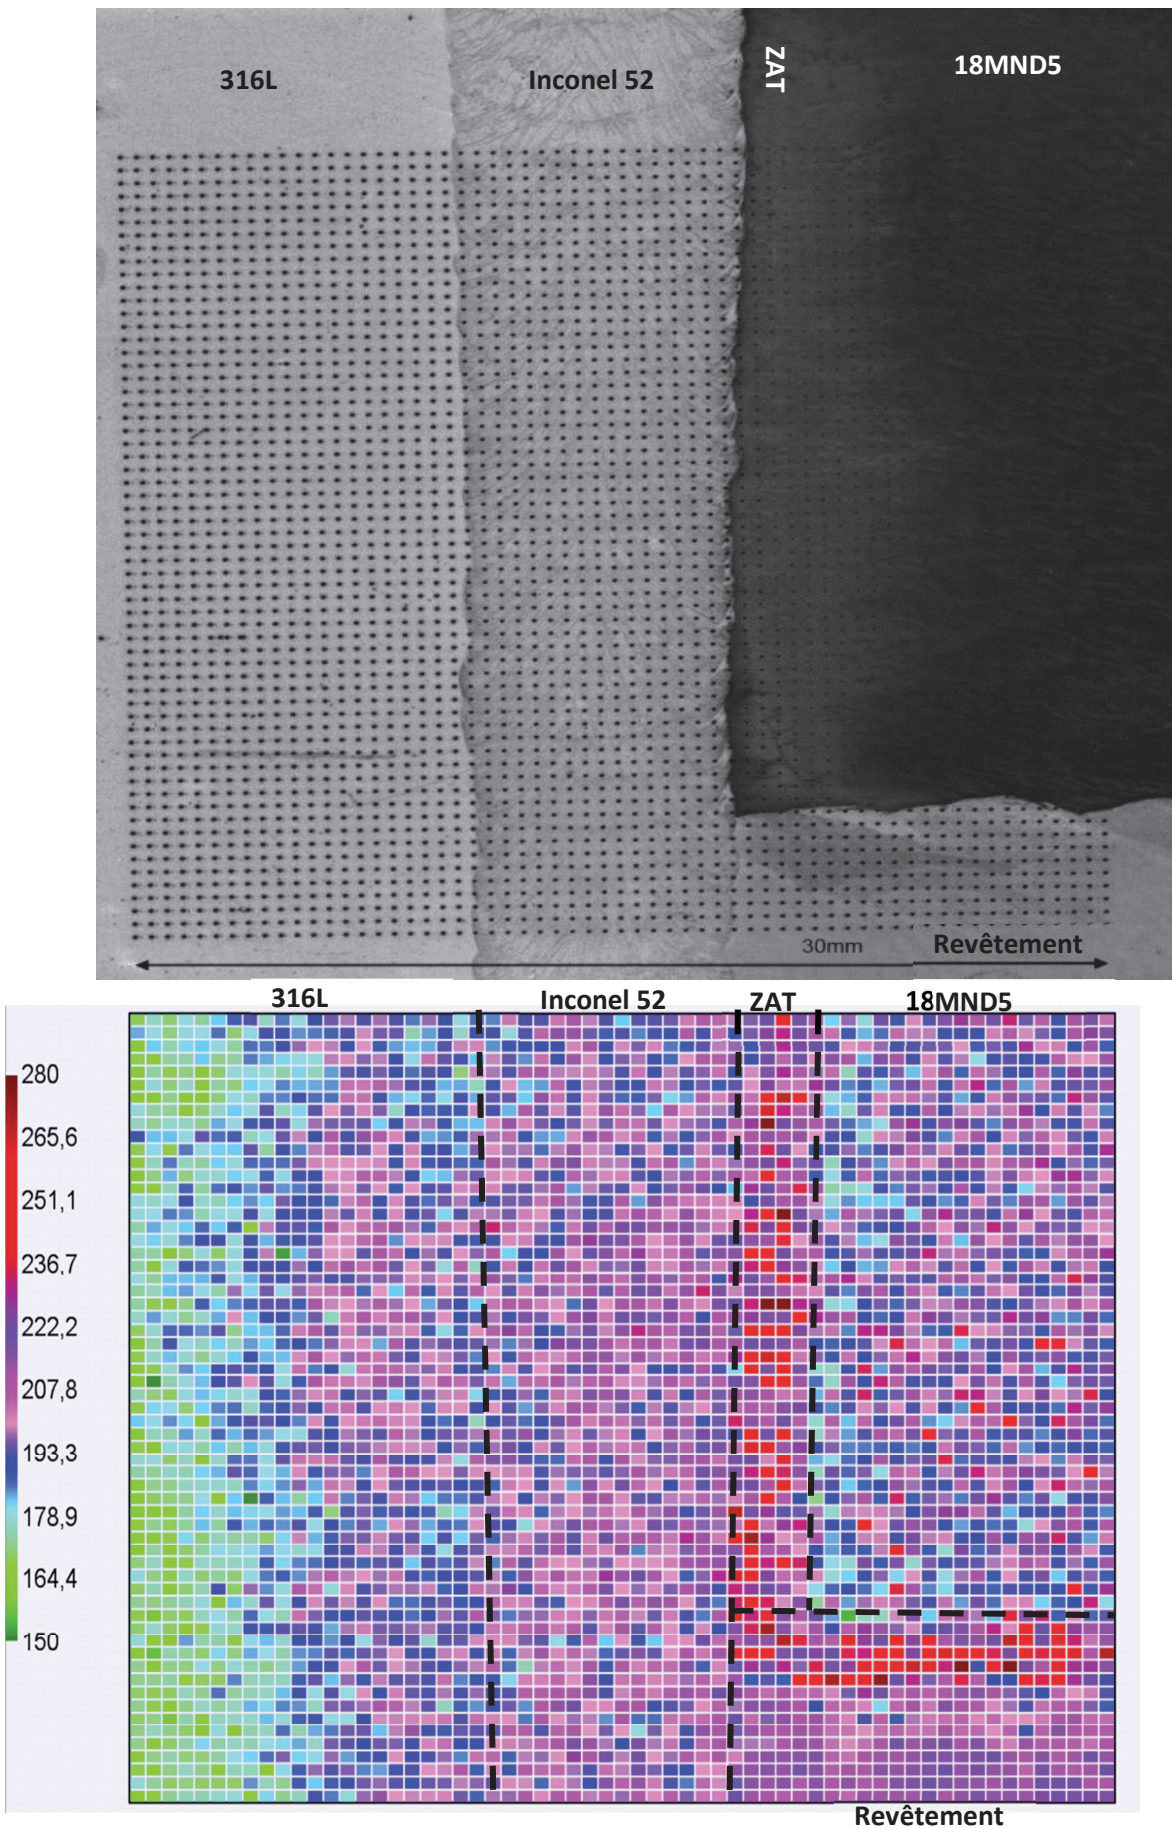 316L
Inconel 52
ZAT
18MND5
30mm
Revêtement
316L
Inconel 52
ZAT
18MND5
280
265,6
251,1
236,7
222,2
207,8
193,3
178,9
164,4
150
Revêtement